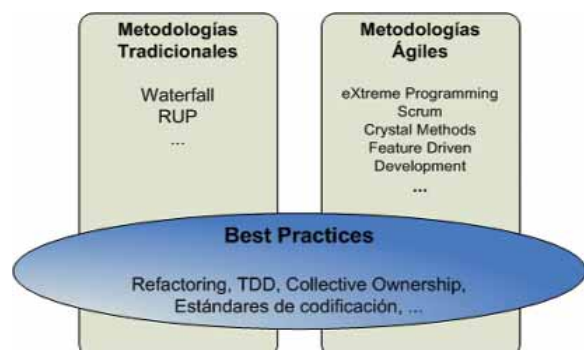 Metodologías
Tradicionales
Waterfall
RUP
...
Metodologías
Ágiles
eXtreme Programming
Scrum
Crystal Methods
Feature Driven
Development
...
Best Practices
Refactoring, TDD, Collective Ownership,
Estándares de codificación, ...